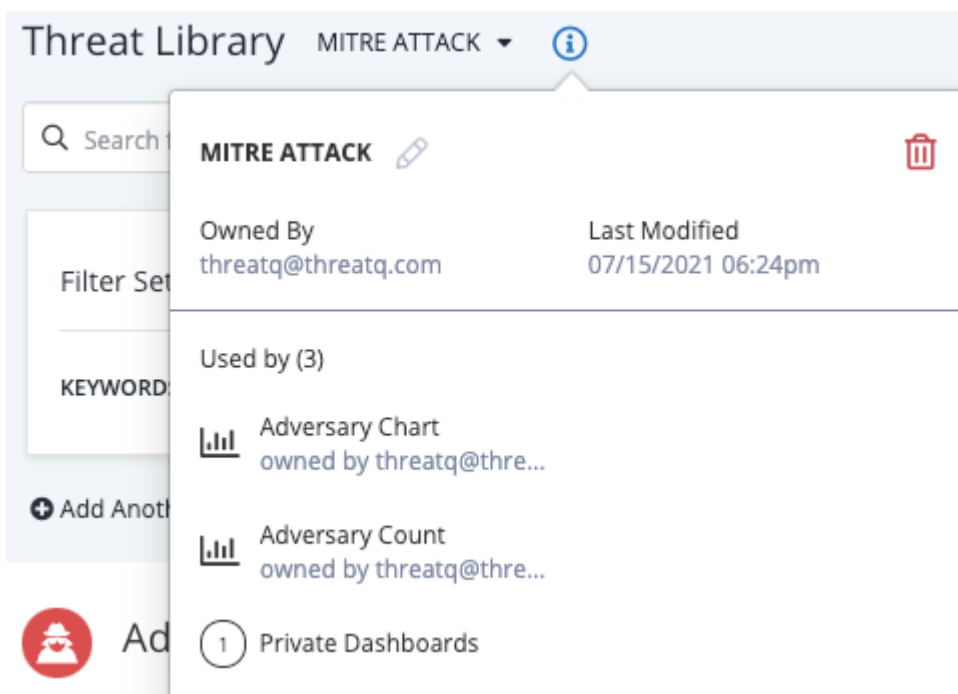 Threat Library MITRE ATTACK
Search
MITRE ATTACK
Owned By Last Modified
threatq@threatq.com 07/15/2021 06:24pm
Filter Set
Used by (3)
KEYWORD
Adversary Chart
owned by threatq@thre...
Add Anot
Adversary Count
owned by threatq@thre...
Ad
1 Private Dashboards